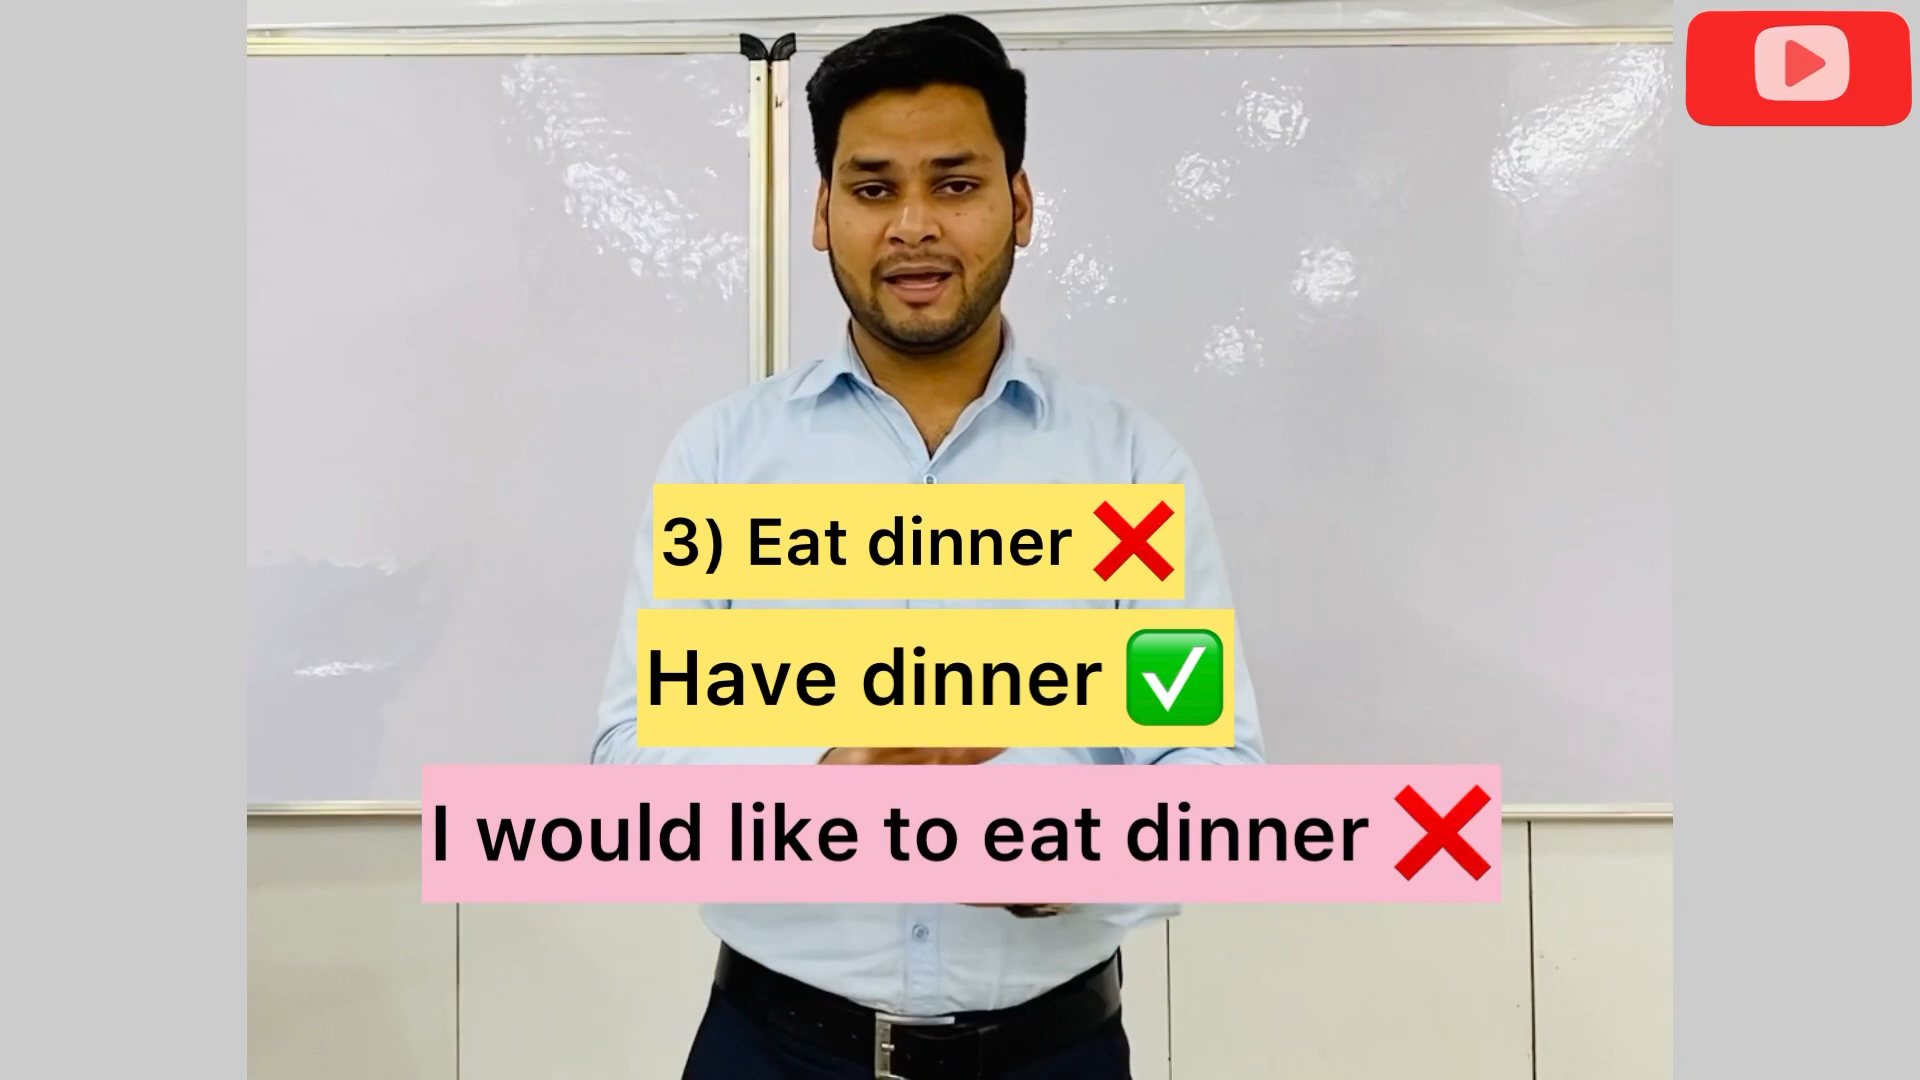 3) Eat dinner ❌
Have dinner ✅
I would like to eat dinner ❌